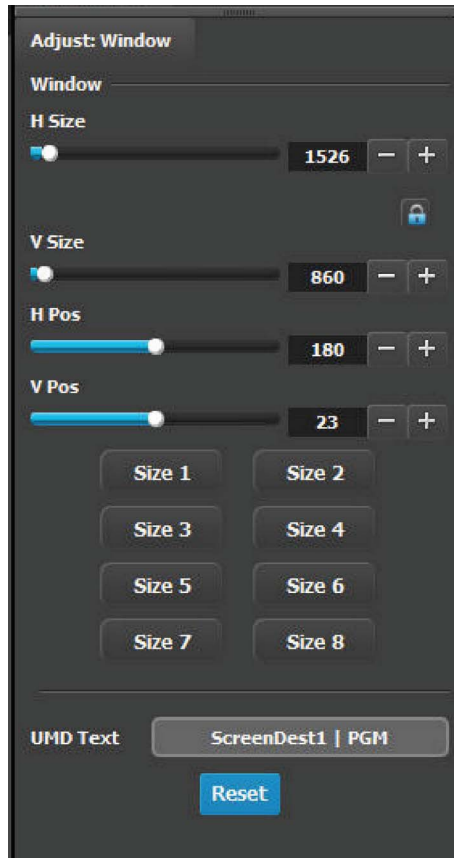 Adjust: Window
Window
H Size
1526 − +
V Size
860 − +
H Pos
180 − +
V Pos
23 − +
Size 1 Size 2
Size 3 Size 4
Size 5 Size 6
Size 7 Size 8
UMD Text ScreenDest1 | PGM
Reset